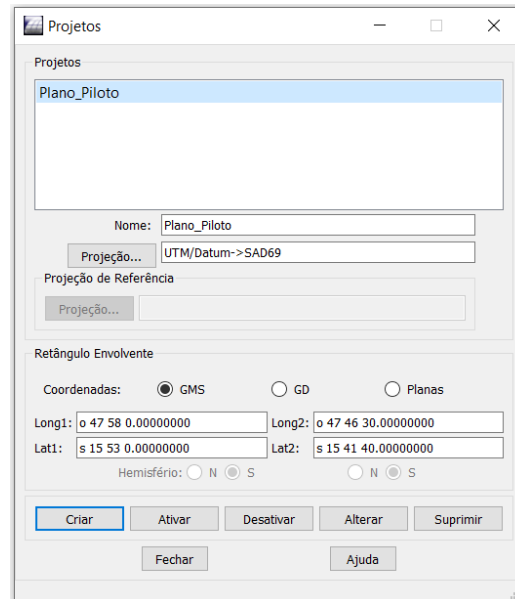 Projetos
Projetos
Plano_Piloto
Nome: Plano_Piloto
Projeção... UTM/Datum->SAD69
Projeção de Referência
Projeção...
Retângulo Envolvente
Coordenadas: GMS GD Planas
Long1: o 47 58 0.00000000 Long2: o 47 46 30.00000000
Lat1: s 15 53 0.00000000 Lat2: s 15 41 40.00000000
Hemisfério: N S N S
Criar Ativar Desativar Alterar Suprimir
Fechar Ajuda